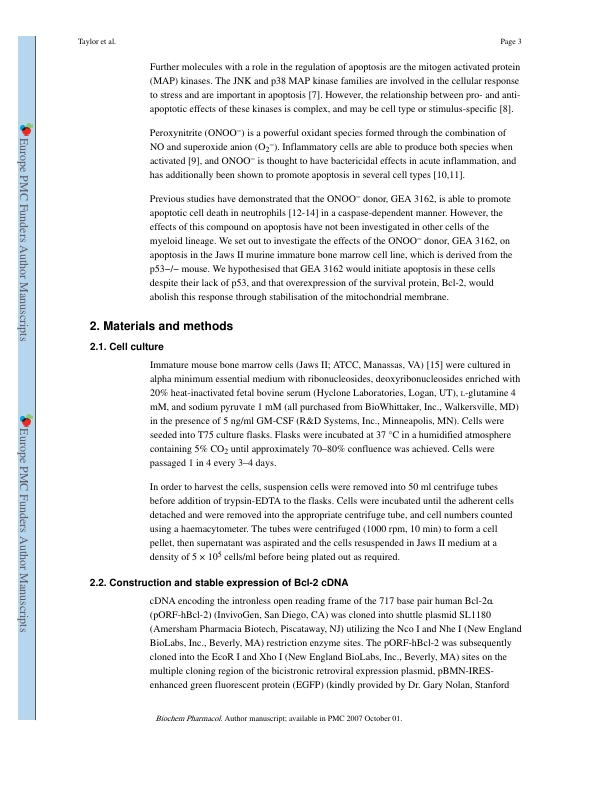 Taylor et al.
Page 3
Further molecules with a role in the regulation of apoptosis are the mitogen activated protein
(MAP) kinases. The JNK and p38 MAP kinase families are involved in the cellular response
to stress and are important in apoptosis [7]. However, the relationship between pro- and anti-
apoptotic effects of these kinases is complex, and may be cell type or stimulus-specific [8].
Peroxynitrite (ONOO−) is a powerful oxidant species formed through the combination of
NO and superoxide anion (O2−). Inflammatory cells are able to produce both species when
activated [9], and ONOO− is thought to have bactericidal effects in acute inflammation, and
has additionally been shown to promote apoptosis in several cell types [10,11].
Previous studies have demonstrated that the ONOO− donor, GEA 3162, is able to promote
apoptotic cell death in neutrophils [12-14] in a caspase-dependent manner. However, the
effects of this compound on apoptosis have not been investigated in other cells of the
myeloid lineage. We set out to investigate the effects of the ONOO− donor, GEA 3162, on
apoptosis in the Jaws II murine immature bone marrow cell line, which is derived from the
p53−/− mouse. We hypothesised that GEA 3162 would initiate apoptosis in these cells
despite their lack of p53, and that overexpression of the survival protein, Bcl-2, would
abolish this response through stabilisation of the mitochondrial membrane.
2. Materials and methods
2.1. Cell culture
Immature mouse bone marrow cells (Jaws II; ATCC, Manassas, VA) [15] were cultured in
alpha minimum essential medium with ribonucleosides, deoxyribonucleosides enriched with
20% heat-inactivated fetal bovine serum (Hyclone Laboratories, Logan, UT), L-glutamine 4
mM, and sodium pyruvate 1 mM (all purchased from BioWhittaker, Inc., Walkersville, MD)
in the presence of 5 ng/ml GM-CSF (R&D Systems, Inc., Minneapolis, MN). Cells were
seeded into T75 culture flasks. Flasks were incubated at 37 °C in a humidified atmosphere
containing 5% CO2 until approximately 70–80% confluence was achieved. Cells were
passaged 1 in 4 every 3–4 days.
In order to harvest the cells, suspension cells were removed into 50 ml centrifuge tubes
before addition of trypsin-EDTA to the flasks. Cells were incubated until the adherent cells
detached and were removed into the appropriate centrifuge tube, and cell numbers counted
using a haemacytometer. The tubes were centrifuged (1000 rpm, 10 min) to form a cell
pellet, then supernatant was aspirated and the cells resuspended in Jaws II medium at a
density of 5 × 10⁵ cells/ml before being plated out as required.
2.2. Construction and stable expression of Bcl-2 cDNA
cDNA encoding the intronless open reading frame of the 717 base pair human Bcl-2α
(pORF-hBcl-2) (InvivoGen, San Diego, CA) was cloned into shuttle plasmid SL1180
(Amersham Pharmacia Biotech, Piscataway, NJ) utilizing the Nco I and Nhe I (New England
BioLabs, Inc., Beverly, MA) restriction enzyme sites. The pORF-hBcl-2 was subsequently
cloned into the EcoR I and Xho I (New England BioLabs, Inc., Beverly, MA) sites on the
multiple cloning region of the bicistronic retroviral expression plasmid, pBMN-IRES-
enhanced green fluorescent protein (EGFP) (kindly provided by Dr. Gary Nolan, Stanford
Biochem Pharmacol. Author manuscript; available in PMC 2007 October 01.
Europe PMC Funders Author Manuscripts
Europe PMC Funders Author Manuscripts